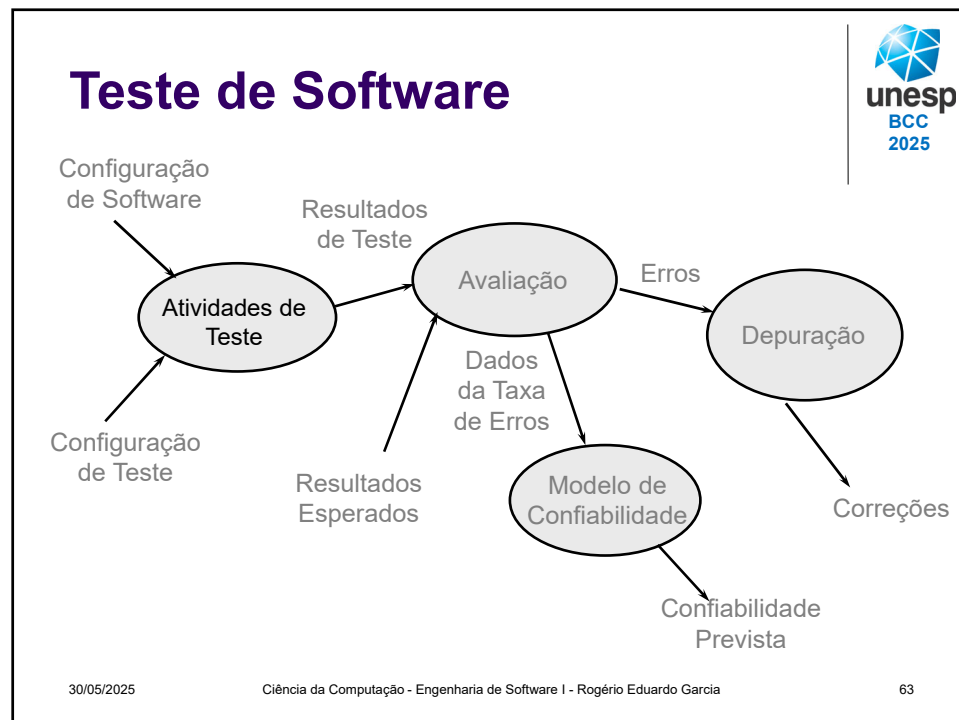 Teste de Software
unesp
BCC
2025
Configuração
de Software
Resultados
de Teste
Avaliação
Erros
Atividades de
Teste
Depuração
Dados
da Taxa
de Erros
Configuração
de Teste
Resultados
Esperados
Modelo de
Confiabilidade
Correções
Confiabilidade
Prevista
30/05/2025
Ciência da Computação - Engenharia de Software I - Rogério Eduardo Garcia
63